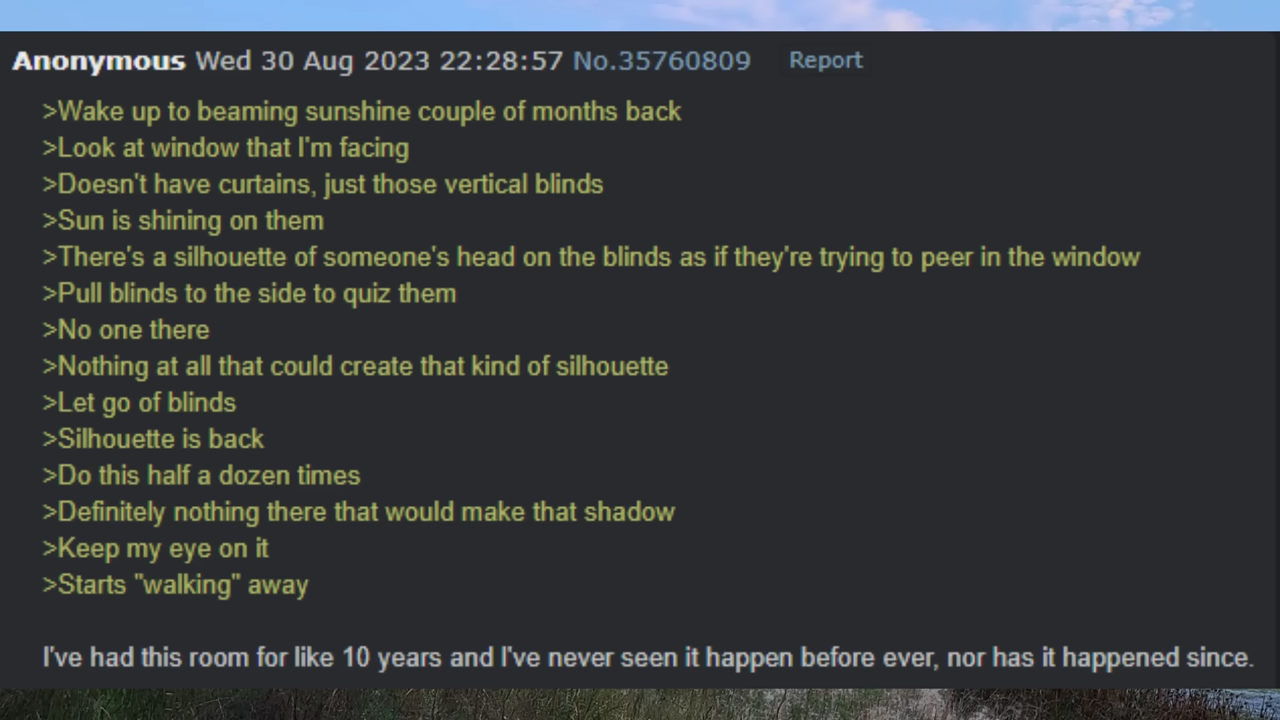 Anonymous Wed 30 Aug 2023 22:28:57 No.35760809 Report
>Wake up to beaming sunshine couple of months back
>Look at window that I'm facing
>Doesn't have curtains, just those vertical blinds
>Sun is shining on them
>There's a silhouette of someone's head on the blinds as if they're trying to peer in the window
>Pull blinds to the side to quiz them
>No one there
>Nothing at all that could create that kind of silhouette
>Let go of blinds
>Silhouette is back
>Do this half a dozen times
>Definitely nothing there that would make that shadow
>Keep my eye on it
>Starts "walking" away
I've had this room for like 10 years and I've never seen it happen before ever, nor has it happened since.